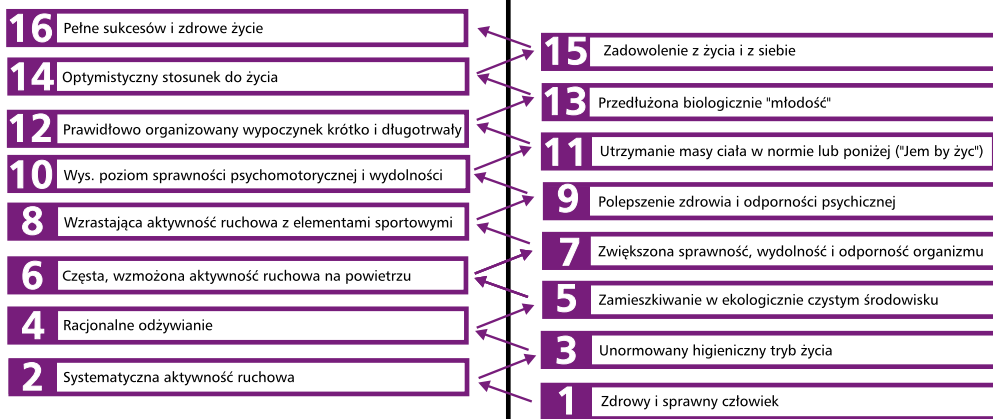 16 Pełne sukcesów i zdrowe życie
15 Zadowolenie z życia i z siebie
14 Optymistyczny stosunek do życia
13 Przedłużona biologicznie "młodość"
12 Prawidłowo organizowany wypoczynek krótko i długotrwały
11 Utrzymanie masy ciała w normie lub poniżej ("Jem by życ")
10 Wys. poziom sprawności psychomotorycznej i wydolności
9 Polepszenie zdrowia i odporności psychicznej
8 Wzrastająca aktywność ruchowa z elementami sportowymi
7 Zwiększona sprawność, wydolność i odporność organizmu
6 Częsta, wzmożona aktywność ruchowa na powietrzu
5 Zamieszkiwanie w ekologicznie czystym środowisku
4 Racjonalne odżywianie
3 Unormowany higieniczny tryb życia
2 Systematyczna aktywność ruchowa
1 Zdrowy i sprawny człowiek